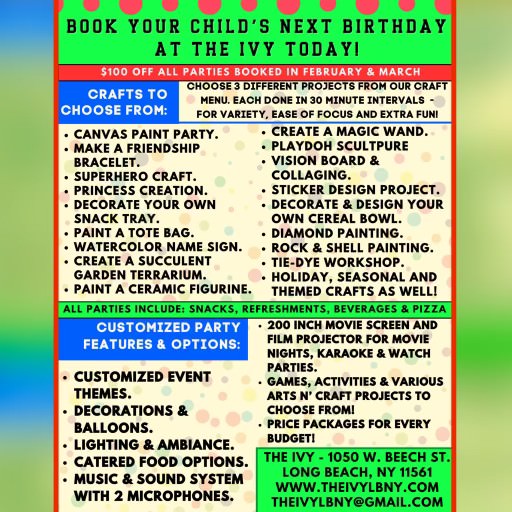 BOOK YOUR CHILD'S NEXT BIRTHDAY
AT THE IVY TODAY!
$100 OFF ALL PARTIES BOOKED IN FEBRUARY & MARCH
CRAFTS TO
CHOOSE FROM:
CHOOSE 3 DIFFERENT PROJECTS FROM OUR CRAFT
MENU. EACH DONE IN 30 MINUTE INTERVALS -
FOR VARIETY, EASE OF FOCUS AND EXTRA FUN!
• CANVAS PAINT PARTY.
• MAKE A FRIENDSHIP
BRACELET.
• SUPERHERO CRAFT.
• PRINCESS CREATION.
• DECORATE YOUR OWN
SNACK TRAY.
• PAINT A TOTE BAG.
• WATERCOLOR NAME SIGN.
• CREATE A SUCCULENT
GARDEN TERRARIUM.
• PAINT A CERAMIC FIGURINE.
• CREATE A MAGIC WAND.
• PLAYDOH SCULTPURE
• VISION BOARD &
COLLAGING.
• STICKER DESIGN PROJECT.
• DECORATE & DESIGN YOUR
OWN CEREAL BOWL.
• DIAMOND PAINTING.
• ROCK & SHELL PAINTING.
• TIE-DYE WORKSHOP.
• HOLIDAY, SEASONAL AND
THEMED CRAFTS AS WELL!
ALL PARTIES INCLUDE: SNACKS, REFRESHMENTS, BEVERAGES & PIZZA
CUSTOMIZED PARTY
FEATURES & OPTIONS:
• CUSTOMIZED EVENT
THEMES.
• DECORATIONS &
BALLOONS.
• LIGHTING & AMBIANCE.
• CATERED FOOD OPTIONS.
• MUSIC & SOUND SYSTEM
WITH 2 MICROPHONES.
• 200 INCH MOVIE SCREEN AND
FILM PROJECTOR FOR MOVIE
NIGHTS, KARAOKE & WATCH
PARTIES.
• GAMES, ACTIVITIES & VARIOUS
ARTS N' CRAFT PROJECTS TO
CHOOSE FROM!
• PRICE PACKAGES FOR EVERY
BUDGET!
THE IVY - 1050 W. BEECH ST.
LONG BEACH, NY 11561
WWW.THEIVYLBNY.COM
THEIVYLBNY@GMAIL.COM